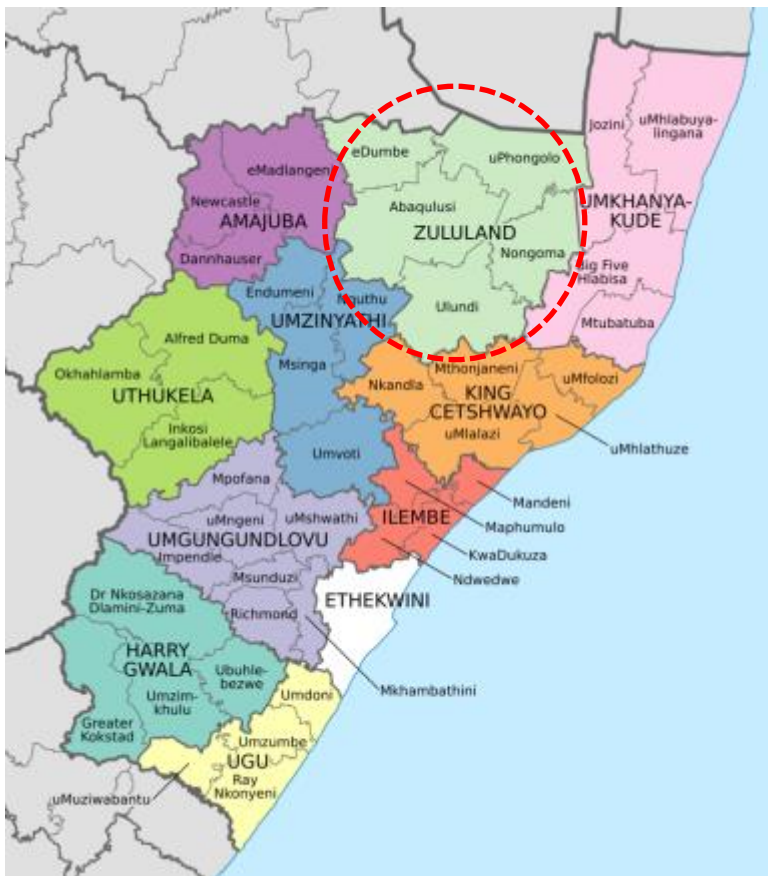 Jozini
uMhlabuya-
lingana
eDumbe
uPhongolo
eMadlangen
Newcastle
AMAJUBA
Dannhauser
Abaqulusi
ZULULAND
Nongoma
Ulundi
UMKHANYA-
KUDE
Big Five
Hlabisa
Mtubatuba
Endumeni
Nquthu
UMZINYATHI
Msinga
Umvoti
Alfred Duma
Okhahlamba
UTHUKELA
Inkosi
Langalibalele
Mthonjaneni
Nkandla
uMfolozi
KING
CETSHWAYO
uMlalazi
uMhlathuze
Mpofana
uMngeni
uMshwathi
UMGUNGUNDLOVU
Impendle
Msunduzi
Richmond
Mkhambathini
ILEMBE
Mandeni
Maphumulo
KwaDukuza
Ndwedwe
ETHEKWINI
Dr Nkosazana
Dlamini-Zuma
HARRY
GWALA
Ubuhle-
bezwe
Umzim-
khulu
Greater
Kokstad
Umdoni
Umzumbe
UGU
Ray
Nkonyeni
uMuziwabantu